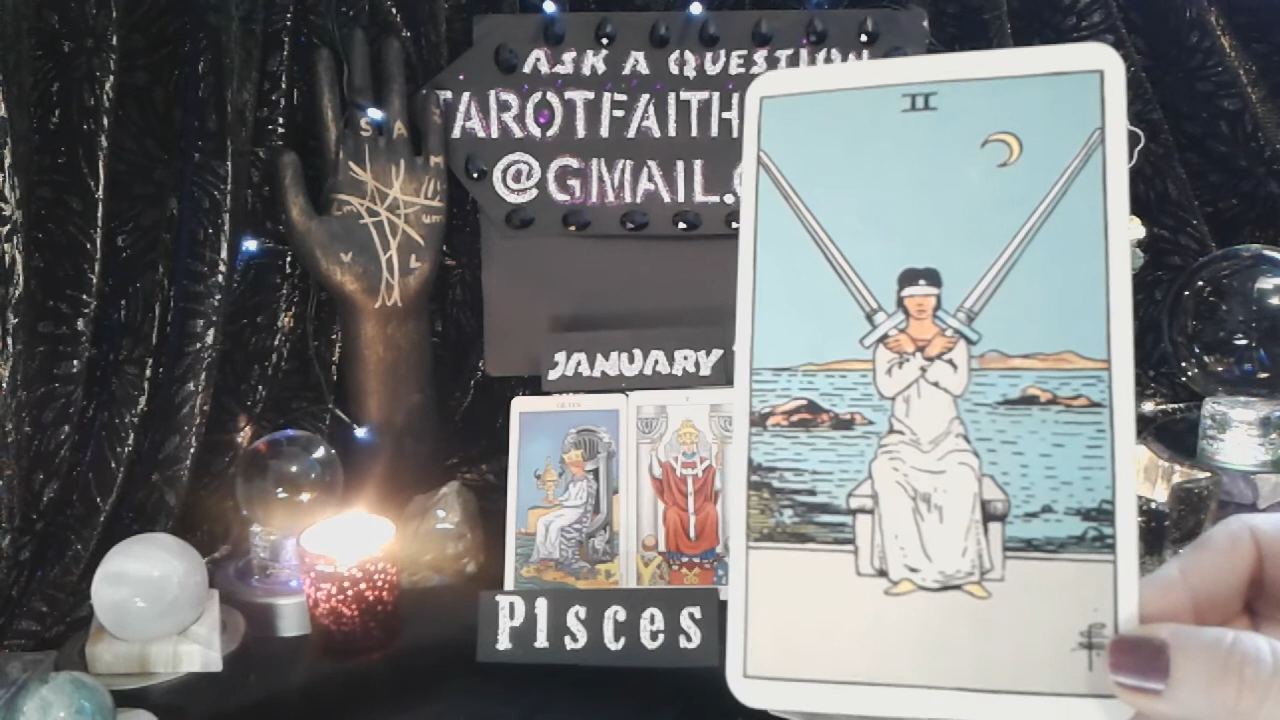 ASK A QUESTION
TAROTFAITH
@GMAIL.
II
S A
JANUARY
V
PIsces